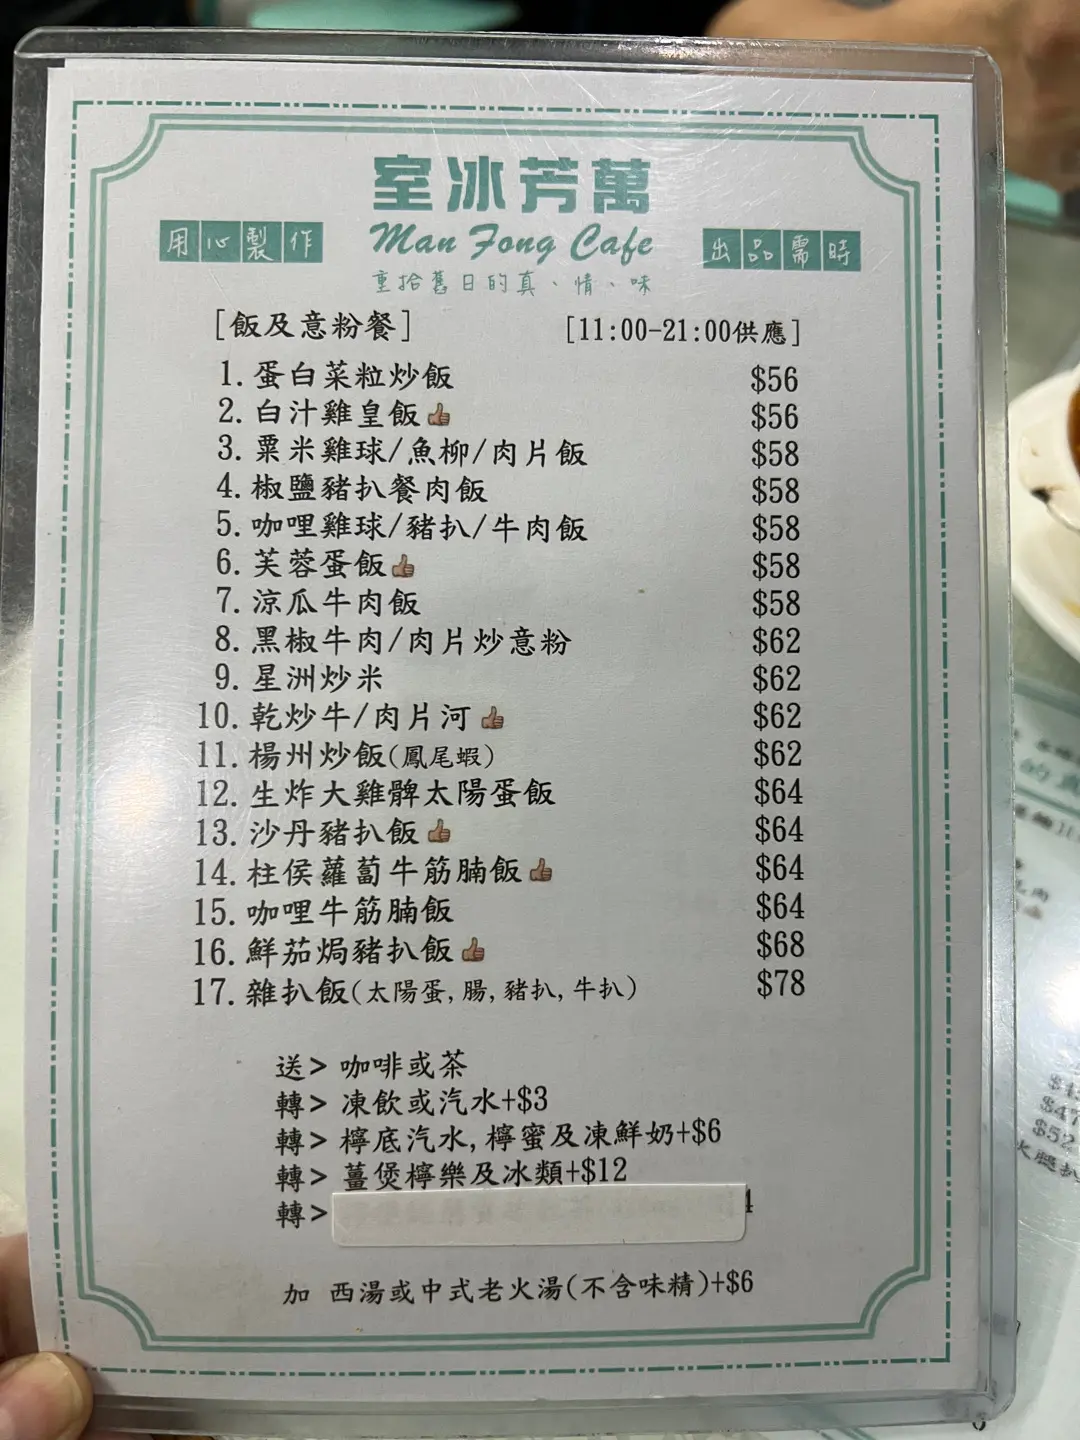 室冰芳萬
用心製作
Man Fong Cafe
出品需時
重拾舊日的真、情、味
[飯及意粉餐] [11:00-21:00供應]
1. 蛋白菜粒炒飯 $56
2. 白汁雞皇飯 $56
3. 粟米雞球/魚柳/肉片飯 $58
4. 椒鹽豬扒餐肉飯 $58
5. 咖哩雞球/豬扒/牛肉飯 $58
6. 芙蓉蛋飯 $58
7. 涼瓜牛肉飯 $58
8. 黑椒牛肉/肉片炒意粉 $62
9. 星洲炒米 $62
10. 乾炒牛/肉片河 $62
11. 楊州炒飯(鳳尾蝦) $62
12. 生炸大雞髀太陽蛋飯 $64
13. 沙丹豬扒飯 $64
14. 柱侯蘿蔔牛筋腩飯 $64
15. 咖哩牛筋腩飯 $64
16. 鮮茄焗豬扒飯 $68
17. 雜扒飯(太陽蛋,腸,豬扒,牛扒) $78
送> 咖啡或茶
轉> 凍飲或汽水+$3
轉> 檸底汽水,檸蜜及凍鮮奶+$6
轉> 薑煲檸樂及冰類+$12
轉> 4
加 西湯或中式老火湯(不含味精)+$6
的
$47
$52